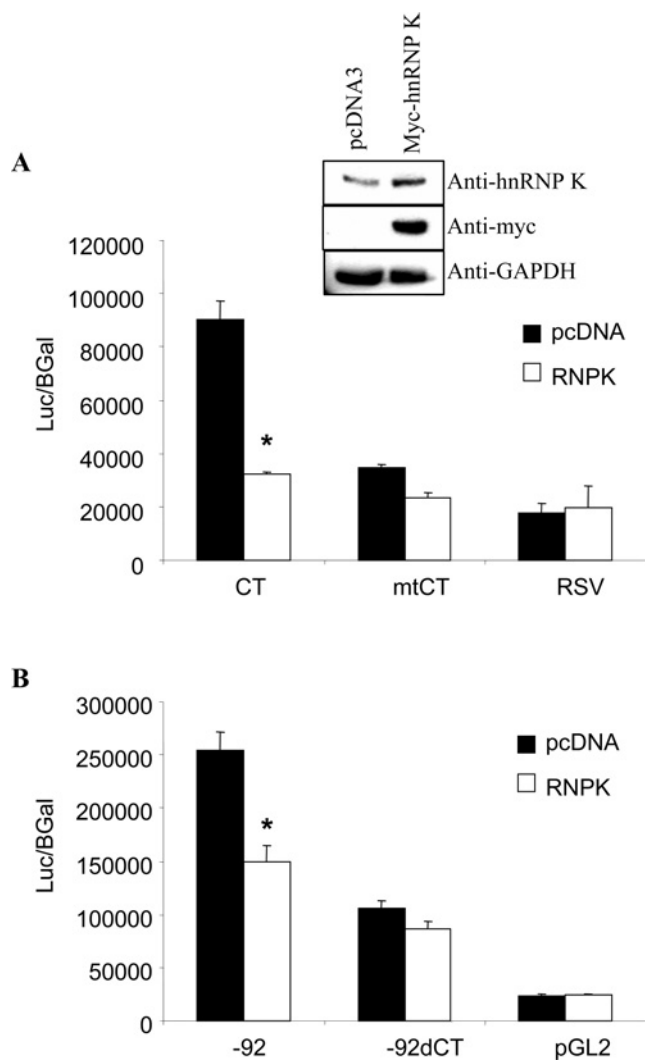 pcDNA3
Myc-hnRNP K
A
Anti-hnRNP K
Anti-myc
Anti-GAPDH
120000
100000
80000
60000
40000
20000
0
Luc/BGal
pcDNA
RNPK
*
CT
mtCT
RSV
B
300000
250000
200000
150000
100000
50000
0
Luc/BGal
pcDNA
RNPK
*
-92
-92dCT
pGL2